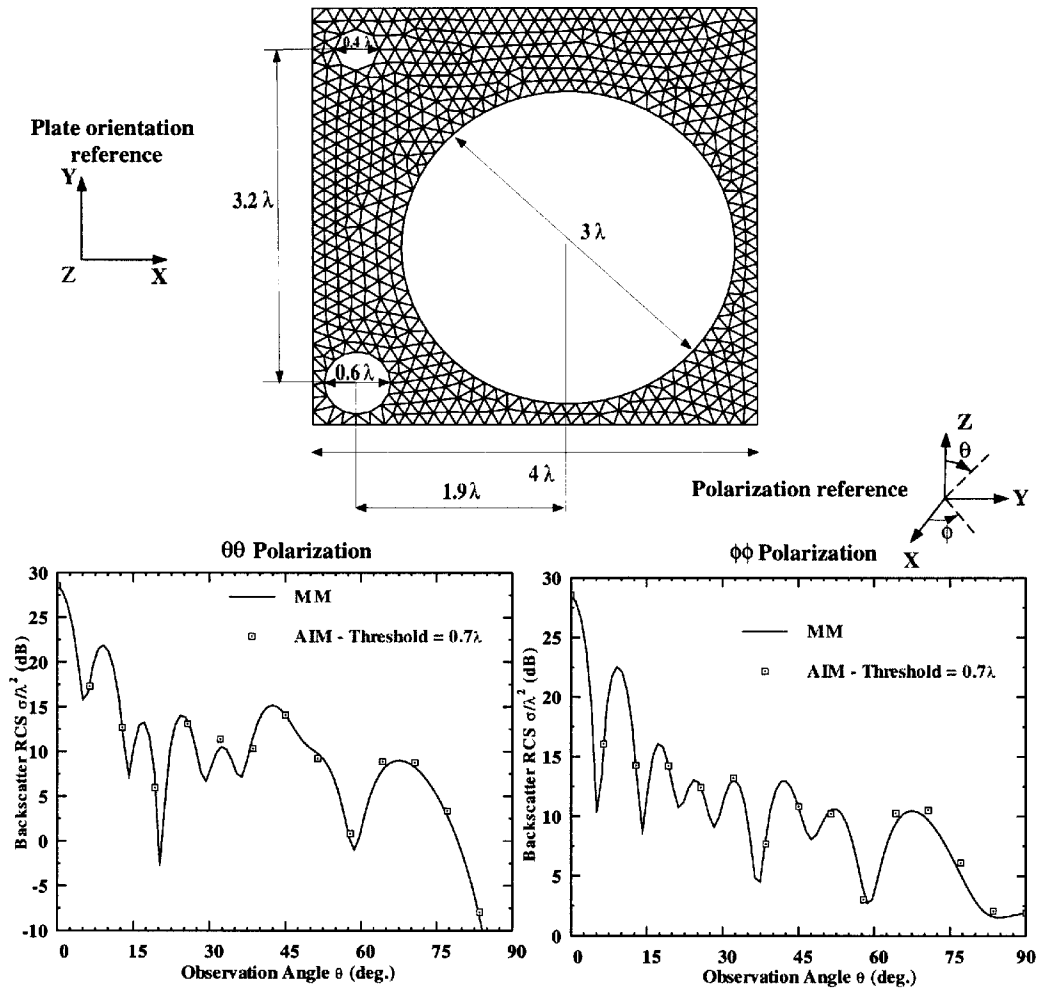 0.4 λ
Plate orientation
reference
Y
3.2 λ
Z
X
3 λ
0.6 λ
4 λ
1.9 λ
Polarization reference
Z
θ
Y
ϕ
X
θθ Polarization
30
25
20
15
10
5
0
-5
-10
Backscatter RCS σ/λ² (dB)
MM
AIM - Threshold = 0.7λ
0 15 30 45 60 75 90
Observation Angle θ (deg.)
ϕϕ Polarization
30
25
20
15
10
5
0
Backscatter RCS σ/λ² (dB)
MM
AIM - Threshold = 0.7λ
0 15 30 45 60 75 90
Observation Angle θ (deg.)